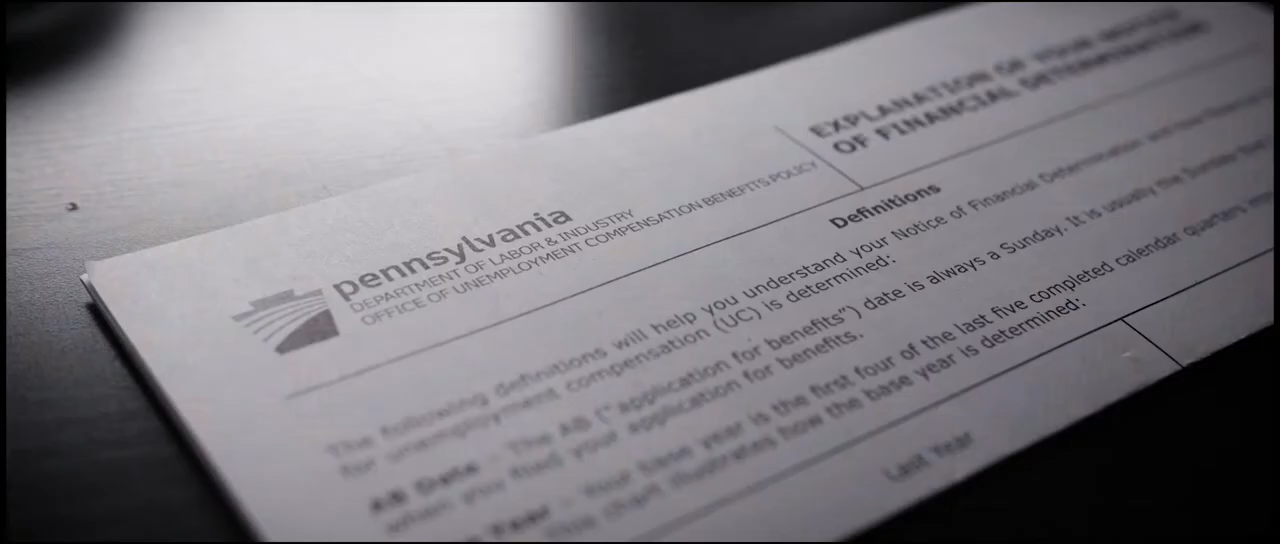 pennsylvania
DEPARTMENT OF LABOR & INDUSTRY
OFFICE OF UNEMPLOYMENT COMPENSATION BENEFITS POLICY
EXPLANATION OF YOUR NOTICE
OF FINANCIAL DETERMINATION
Definitions
The following definitions will help you understand your Notice of Financial Determination and
for unemployment compensation (UC) is determined:
AB Date – The AB ("application for benefits") date is always a Sunday. It is usually the Sunday
when you filed your application for benefits.
Year – Your base year is the first four of the last five completed calendar quarters
This chart illustrates how the base year is determined:
Last Year